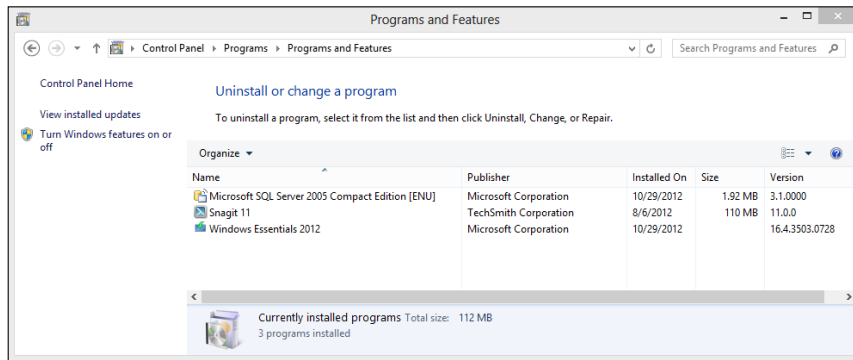 Programs and Features
Control Panel Programs Programs and Features
Search Programs and Features
Control Panel Home
View installed updates
Turn Windows features on or
off
Uninstall or change a program
To uninstall a program, select it from the list and then click Uninstall, Change, or Repair.
Organize
Name Publisher Installed On Size Version
Microsoft SQL Server 2005 Compact Edition [ENU] Microsoft Corporation 10/29/2012 1.92 MB 3.1.0000
Snagit 11 TechSmith Corporation 8/6/2012 110 MB 11.0.0
Windows Essentials 2012 Microsoft Corporation 10/29/2012 16.4.3503.0728
Currently installed programs Total size: 112 MB
3 programs installed